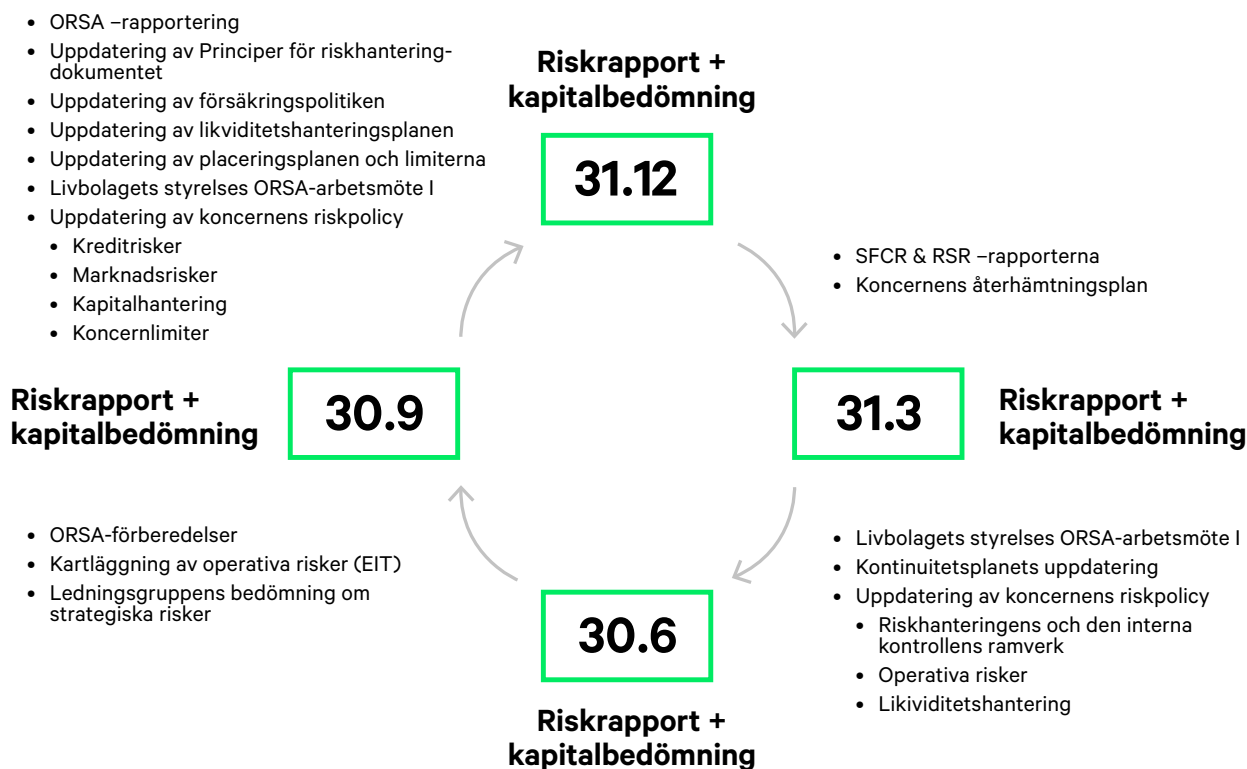 • ORSA –rapportering
• Uppdatering av Principer för riskhantering-
dokumentet
• Uppdatering av försäkringspolitiken
• Uppdatering av likviditetshanteringsplanen
• Uppdatering av placeringsplanen och limiterna
• Livbolagets styrelses ORSA-arbetsmöte I
• Uppdatering av koncernens riskpolicy
• Kreditrisker
• Marknadsrisker
• Kapitalhantering
• Koncernlimiter
Riskrapport +
kapitalbedömning
31.12
• SFCR & RSR –rapporterna
• Koncernens återhämtningsplan
Riskrapport +
kapitalbedömning
30.9
31.3
Riskrapport +
kapitalbedömning
• ORSA-förberedelser
• Kartläggning av operativa risker (EIT)
• Ledningsgruppens bedömning om
strategiska risker
30.6
Riskrapport +
kapitalbedömning
• Livbolagets styrelses ORSA-arbetsmöte I
• Kontinuitetsplanets uppdatering
• Uppdatering av koncernens riskpolicy
• Riskhanteringens och den interna
kontrollens ramverk
• Operativa risker
• Likividitetshantering